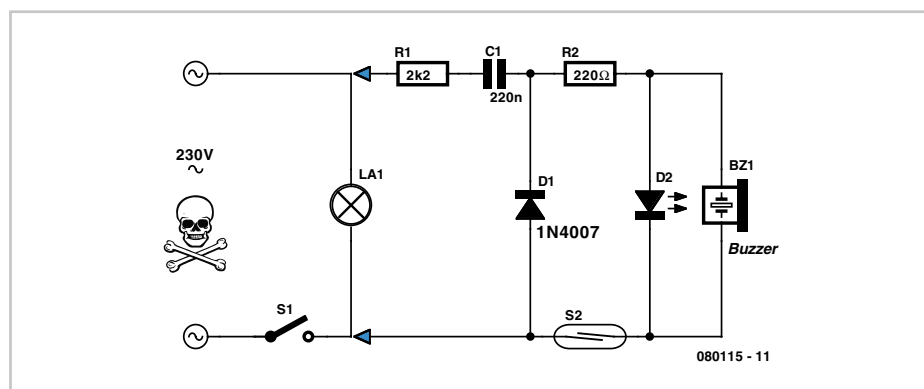 R1
2k2
C1
220n
R2
220Ω
230V
~
LA1
D1
1N4007
D2
BZ1
Buzzer
S1
S2
080115 - 11